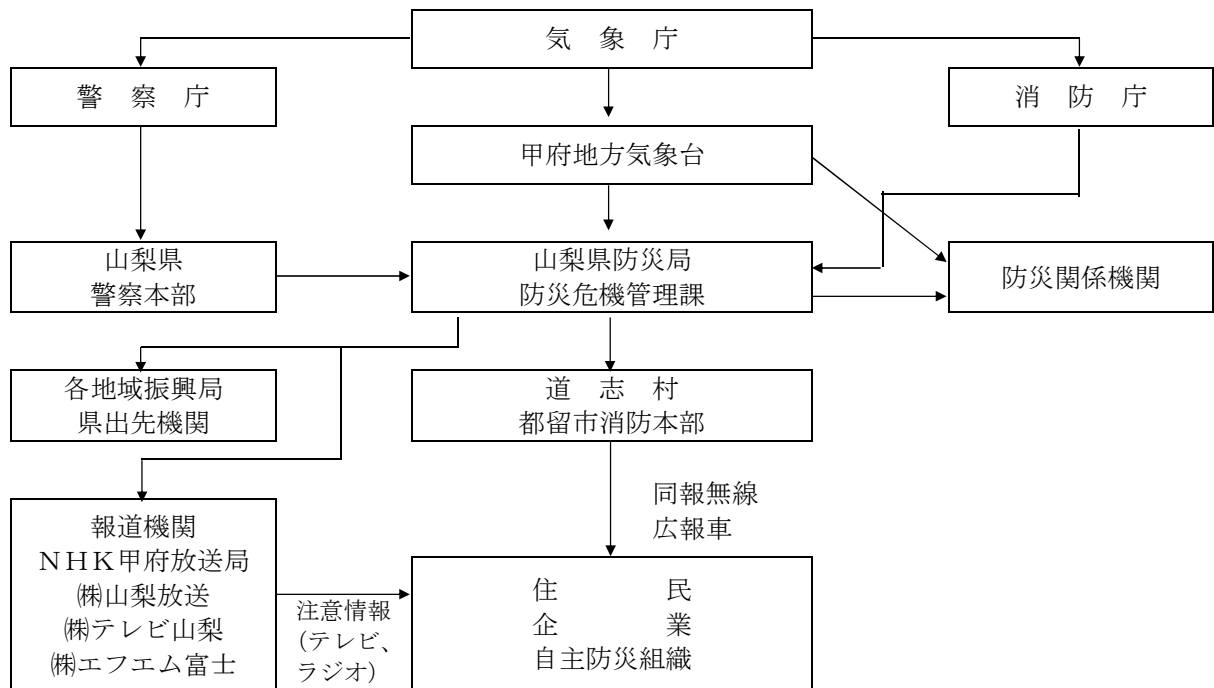 気　象　庁
警　察　庁
消　防　庁
甲府地方気象台
山梨県
警察本部
山梨県防災局
防災危機管理課
防災関係機関
各地域振興局
県出先機関
道　志　村
都留市消防本部
同報無線
広報車
報道機関
ＮＨＫ甲府放送局
㈱山梨放送
㈱テレビ山梨
㈱エフエム富士
注意情報
（テレビ、
ラジオ）
住　　　　民
企　　　　業
自主防災組織